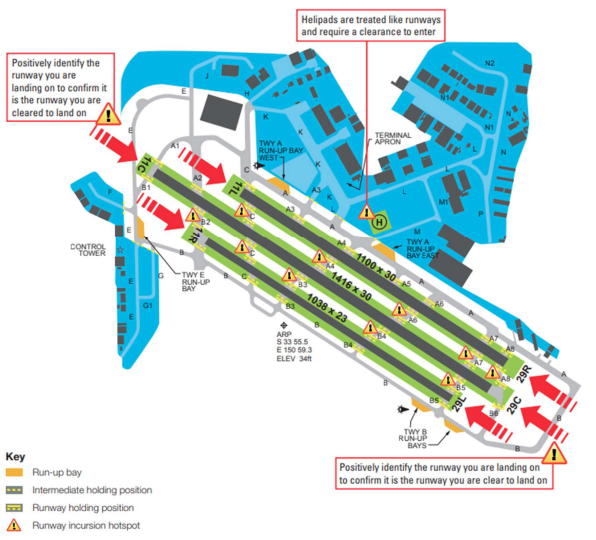 Helipads are treated like runways
and require a clearance to enter
Positively identify the
runway you are
landing on to confirm it
is the runway you are
cleared to land on
N2
J
H
E
K
N1
N
A1
TWY A
RUN-UP BAY
WEST
TERMINAL
APRON
K
N1
11C
A2
C
K
L
N
B1
11L
A
A3
K
L
L
F
A3
L
M1
E
B2
C
A
H
M
P
11R
A4
TWY A
RUN-UP
BAY EAST
CONTROL
TOWER
E
B
C
A4
1100 x 30
E
TWY E
RUN-UP
BAY
B
B3
1416 x 30
A5
A
G
C
A6
A6
G1
B3
1038 x 23
E
ARP
S 33 55.5
E 150 59.3
ELEV 34ft
B
B4
A
B4
A7
A8
A7
29R
A8
A
B
B5
B5
29L
B6
29C
B
TWY B
RUN-UP
BAYS
Positively identify the runway you are landing on
to confirm it is the runway you are clear to land on
Key
Run-up bay
Intermediate holding position
Runway holding position
Runway incursion hotspot